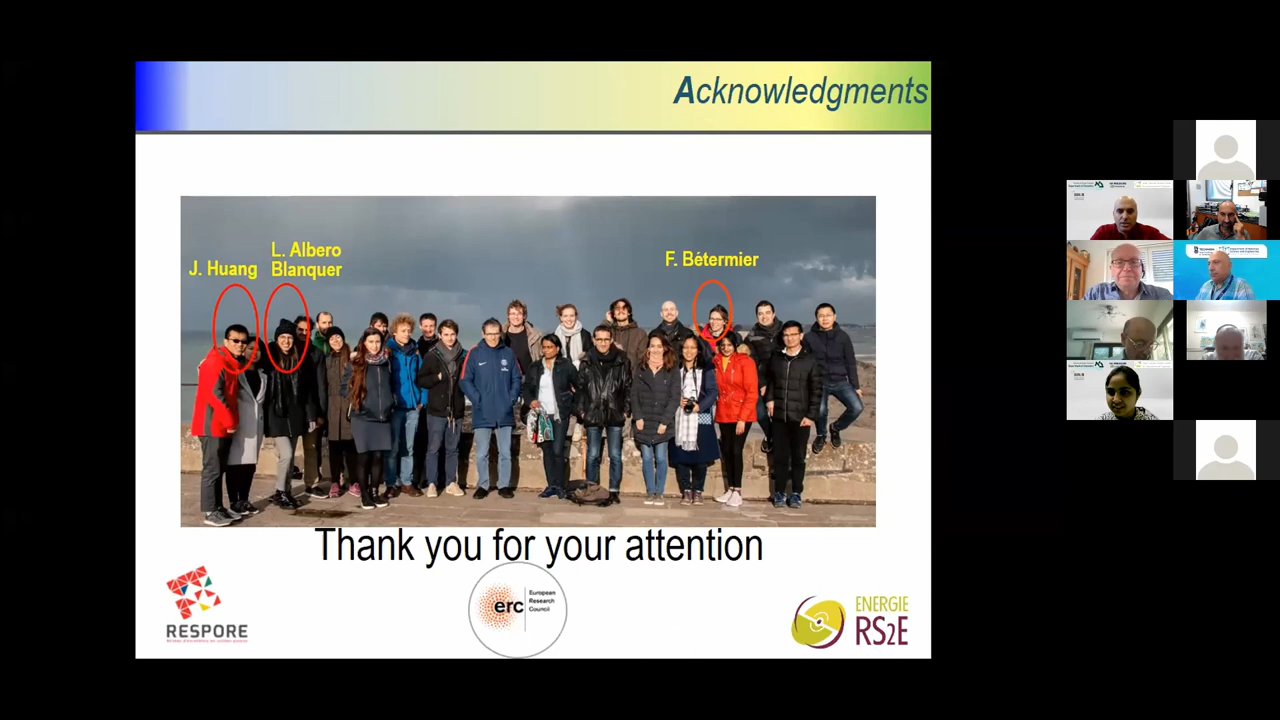 Acknowledgments
J. Huang
L. Albero
Blanquer
F. Bétermier
Thank you for your attention
RESPORE
erc
European
Research
Council
ENERGIE
RS2E